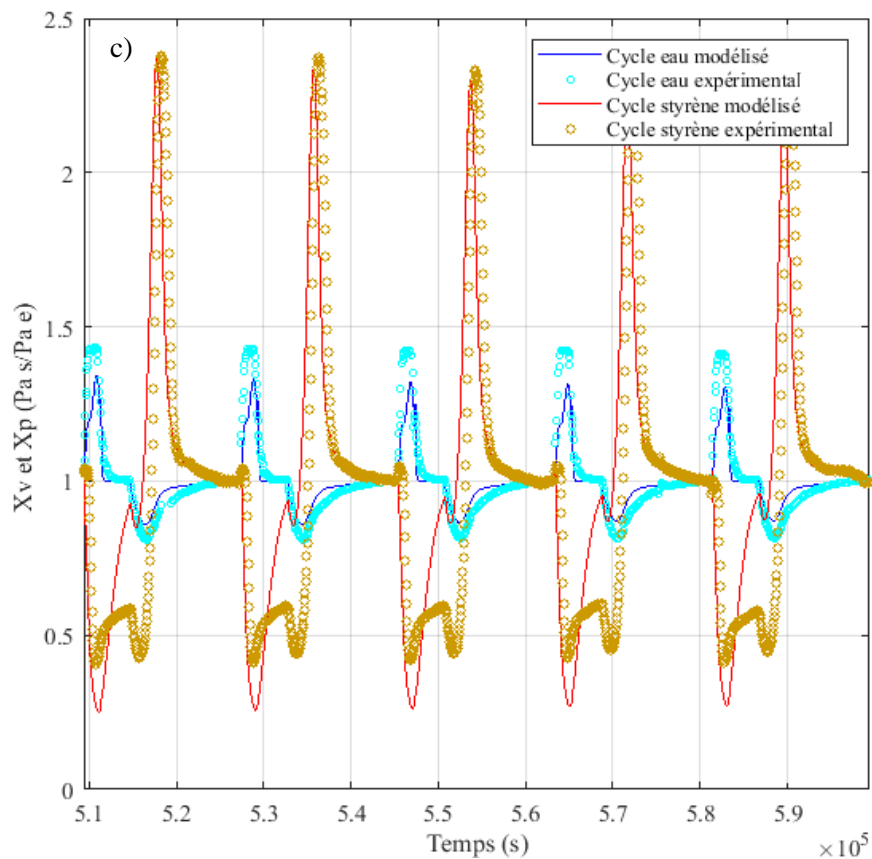 c)
Cycle eau modélisé
Cycle eau expérimental
Cycle styrène modélisé
Cycle styrène expérimental
Xv et Xp (Pa s/Pa e)
2.5
2
1.5
1
0.5
0
5.1 5.2 5.3 5.4 5.5 5.6 5.7 5.8 5.9
Temps (s)
×10⁵